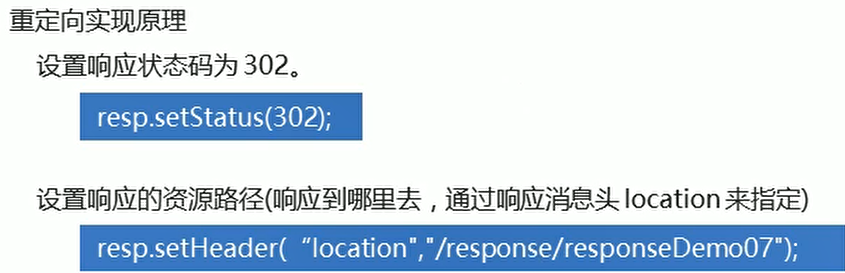 重定向实现原理
设置响应状态码为 302。
resp.setStatus(302);
设置响应的资源路径(响应到哪里去，通过响应消息头 location 来指定)
resp.setHeader( “location","/response/responseDemo07");